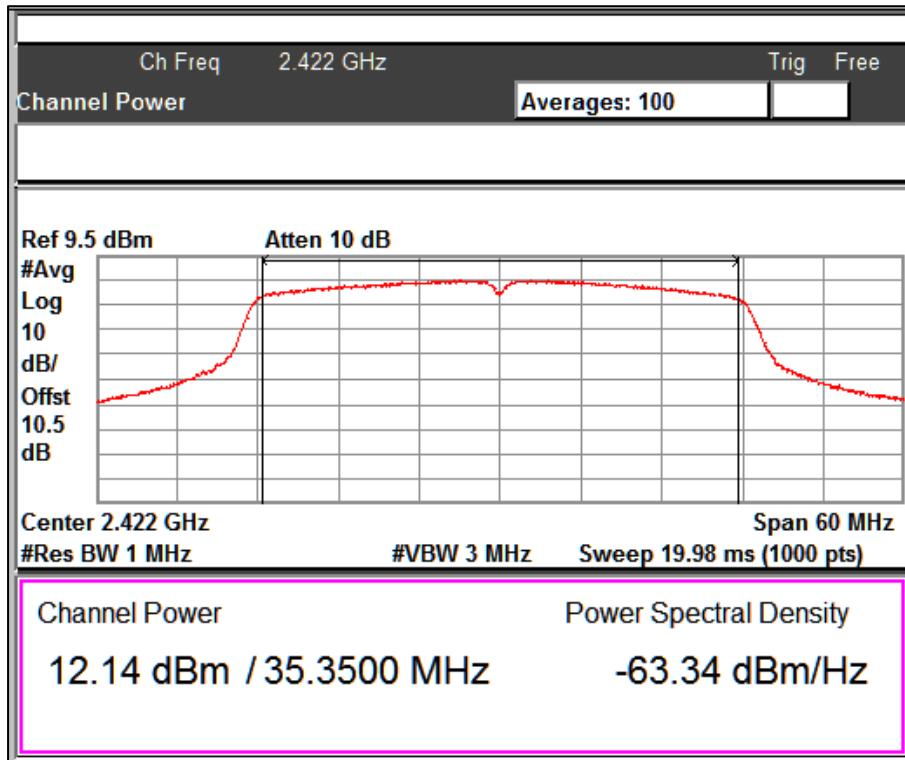 Ch Freq 2.422 GHz Trig Free
Channel Power Averages: 100
Ref 9.5 dBm Atten 10 dB
#Avg
Log
10
dB/
Offst
10.5
dB
Center 2.422 GHz Span 60 MHz
#Res BW 1 MHz #VBW 3 MHz Sweep 19.98 ms (1000 pts)
Channel Power Power Spectral Density
12.14 dBm / 35.3500 MHz -63.34 dBm/Hz